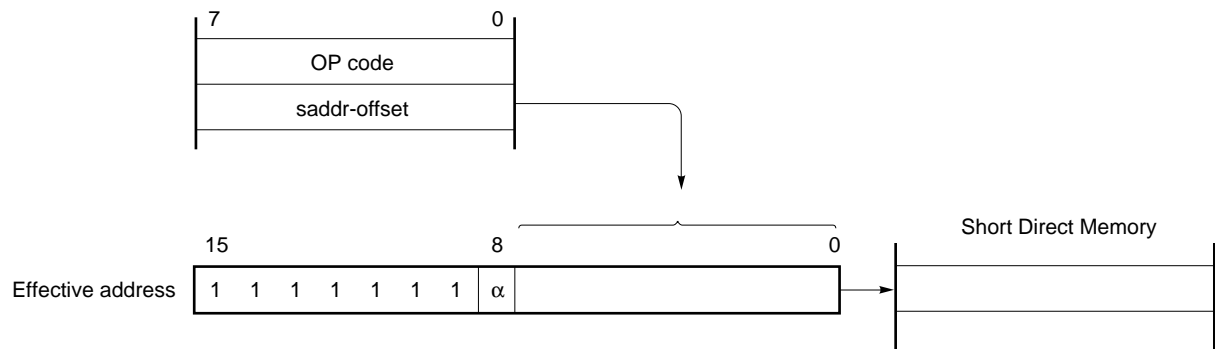 7 0
OP code
saddr-offset
Short Direct Memory
15 8 0
Effective address 1 1 1 1 1 1 1 α